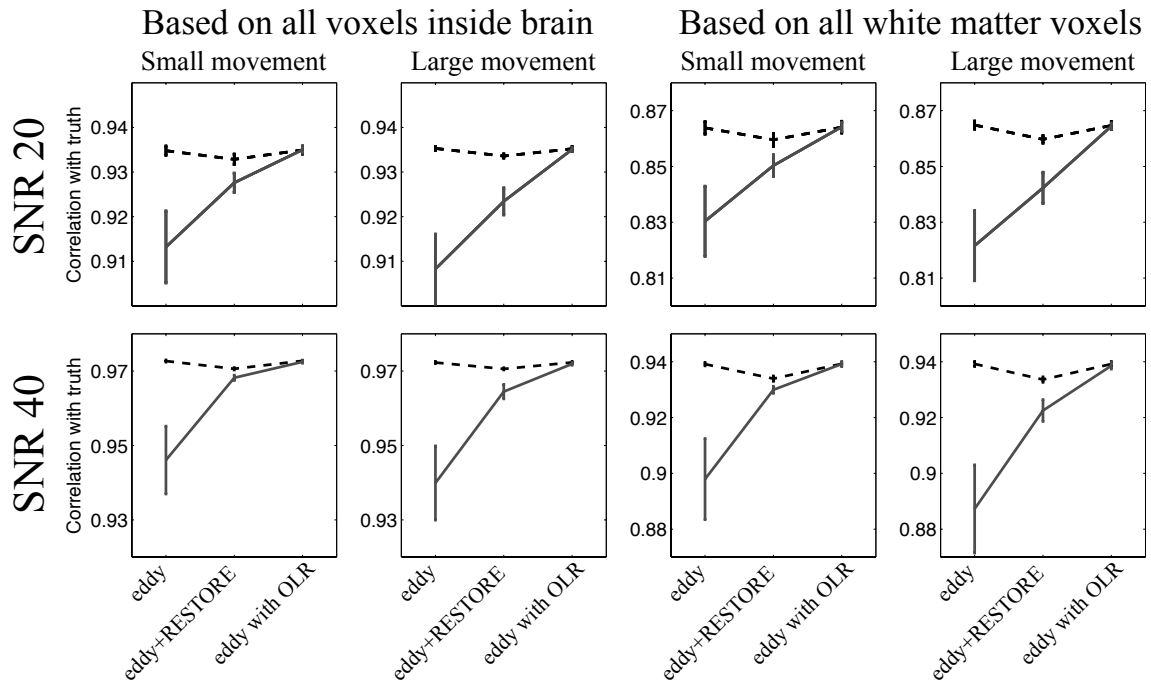 Based on all voxels inside brain
Based on all white matter voxels
Small movement
Large movement
Small movement
Large movement
SNR 20
Correlation with truth
0.94
0.93
0.92
0.91
0.94
0.93
0.92
0.91
0.87
0.85
0.83
0.81
0.87
0.85
0.83
0.81
SNR 40
Correlation with truth
0.97
0.95
0.93
0.97
0.95
0.93
0.94
0.92
0.9
0.88
0.94
0.92
0.9
0.88
eddy
eddy+RESTORE
eddy with OLR
eddy
eddy+RESTORE
eddy with OLR
eddy
eddy+RESTORE
eddy with OLR
eddy
eddy+RESTORE
eddy with OLR